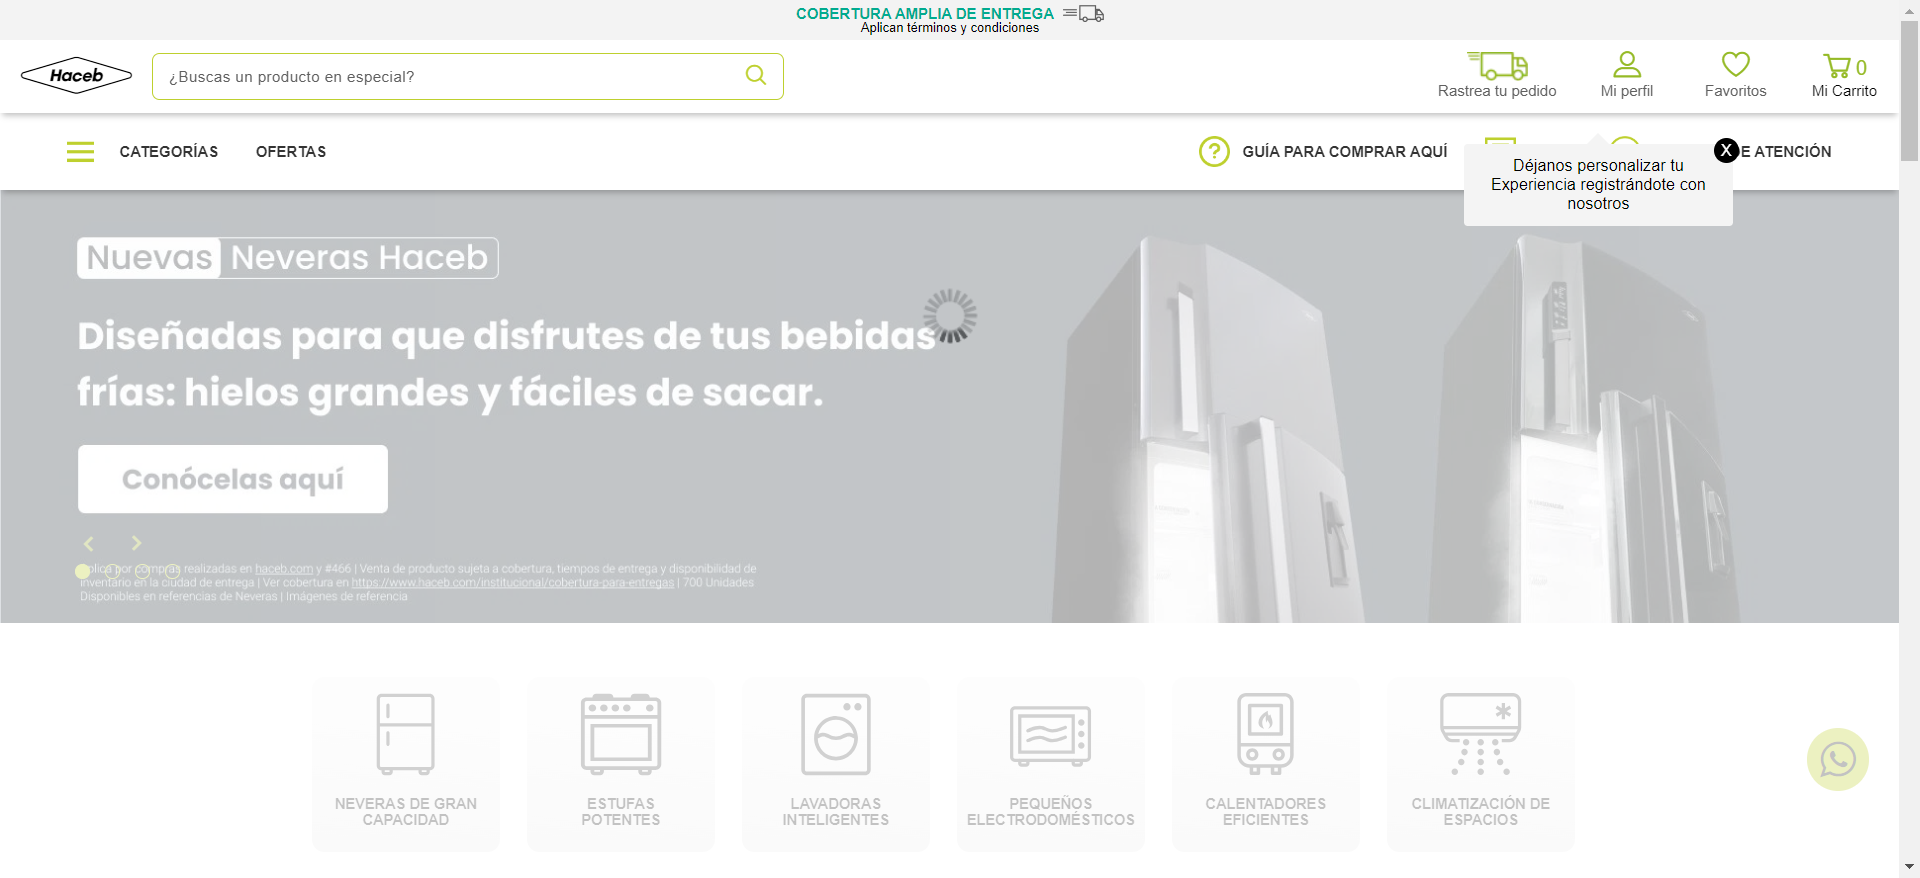 COBERTURA AMPLIA DE ENTREGA
Aplican términos y condiciones
Haceb
¿Buscas un producto en especial?
Rastrea tu pedido
Mi perfil
Favoritos
0
Mi Carrito
CATEGORÍAS
OFERTAS
GUÍA PARA COMPRAR AQUÍ
E ATENCIÓN
X
Déjanos personalizar tu
Experiencia registrándote con
nosotros
Nuevas Neveras Haceb
Diseñadas para que disfrutes de tus bebidas
frías: hielos grandes y fáciles de sacar.
Conócelas aquí
Aplica por compras realizadas en haceb.com y #466 | Venta de producto sujeta a cobertura, tiempos de entrega y disponibilidad de
inventario en la ciudad de entrega | Ver cobertura en https://www.haceb.com/institucional/cobertura-para-entregas | 700 Unidades
Disponibles en referencias de Neveras | Imágenes de referencia
NEVERAS DE GRAN
CAPACIDAD
ESTUFAS
POTENTES
LAVADORAS
INTELIGENTES
PEQUEÑOS
ELECTRODOMÉSTICOS
CALENTADORES
EFICIENTES
CLIMATIZACIÓN DE
ESPACIOS